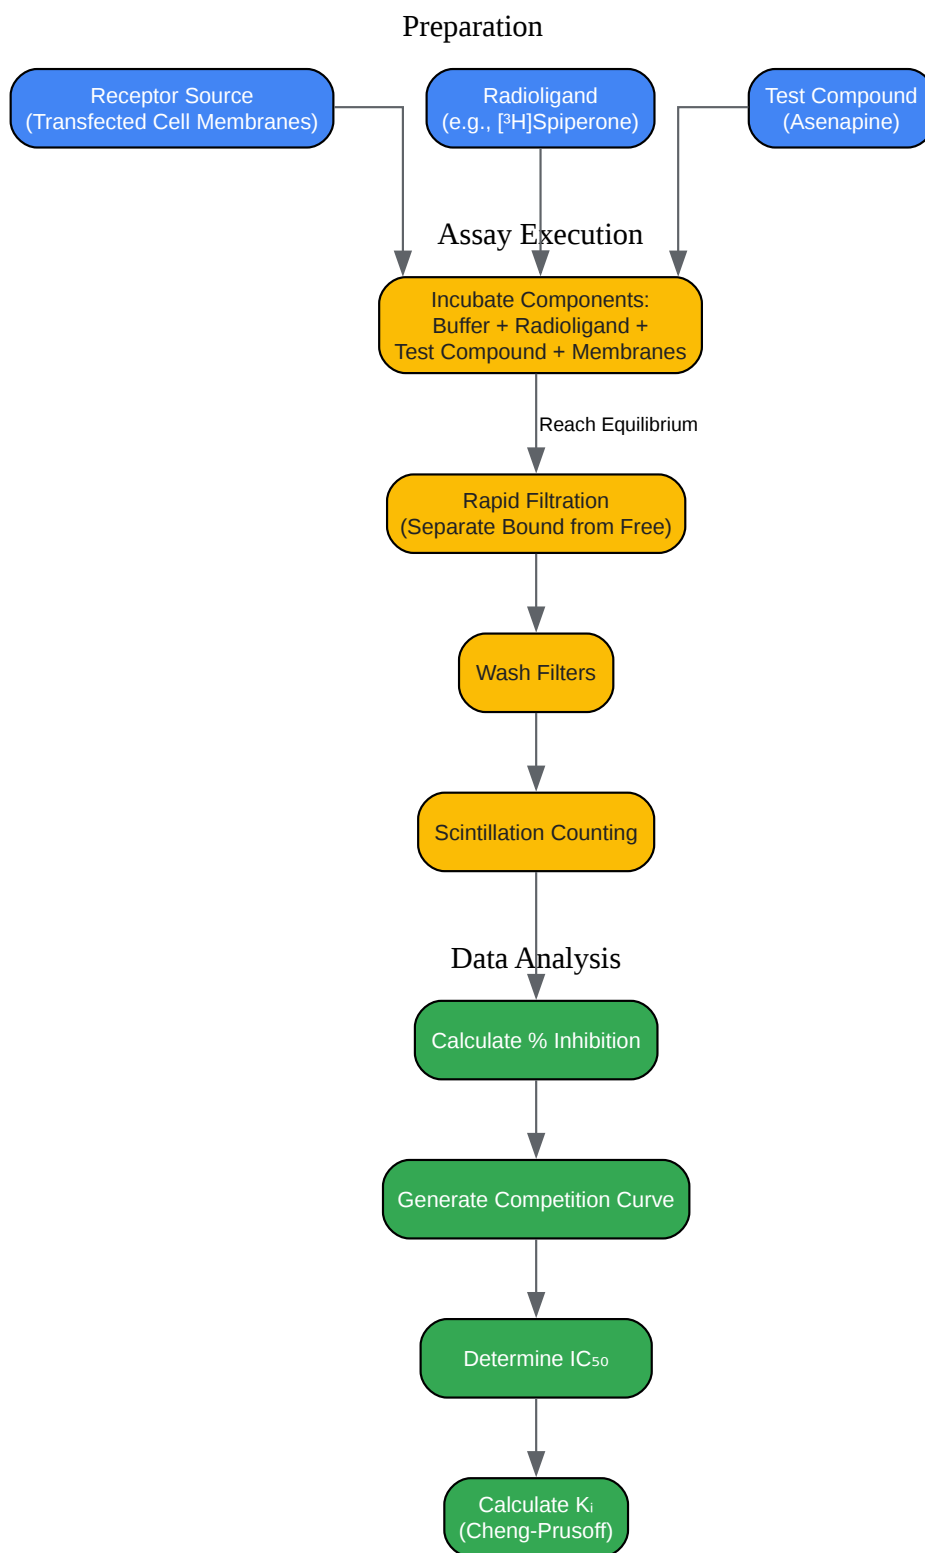 Preparation
Receptor Source
(Transfected Cell Membranes)
Radioligand
(e.g., [³H]Spiperone)
Test Compound
(Asenapine)
Assay Execution
Incubate Components:
Buffer + Radioligand +
Test Compound + Membranes
Reach Equilibrium
Rapid Filtration
(Separate Bound from Free)
Wash Filters
Scintillation Counting
Data Analysis
Calculate % Inhibition
Generate Competition Curve
Determine IC₅₀
Calculate Kᵢ
(Cheng-Prusoff)